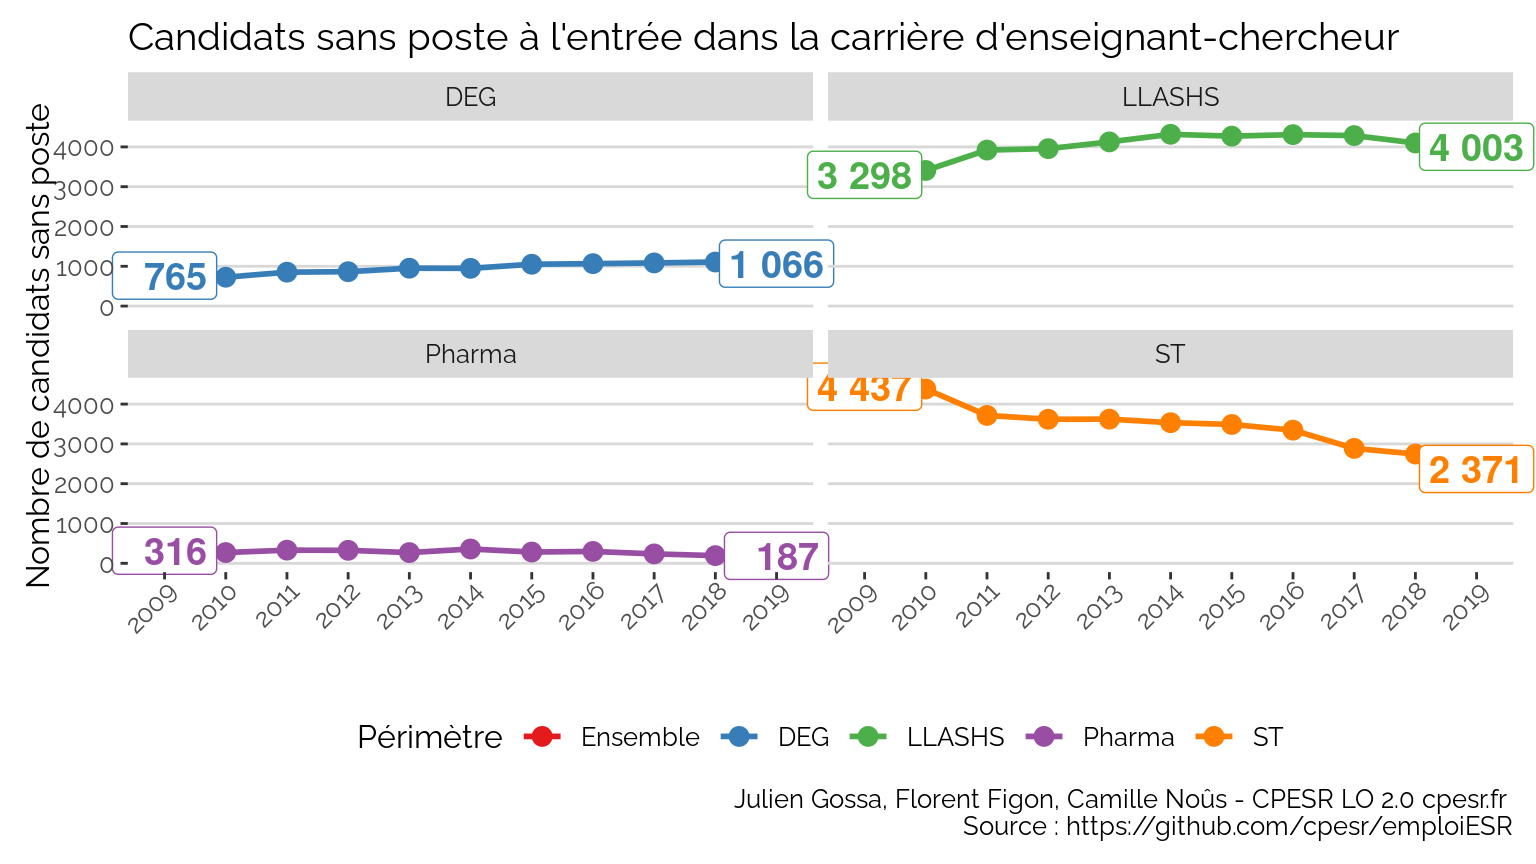 Candidats sans poste à l'entrée dans la carrière d'enseignant-chercheur
Nombre de candidats sans poste
DEG
LLASHS
4000
3000
2000
1000
0
765
1 066
3 298
4 003
Pharma
ST
4000
3000
2000
1000
0
316
187
4 437
2 371
2009 2010 2011 2012 2013 2014 2015 2016 2017 2018 2019
2009 2010 2011 2012 2013 2014 2015 2016 2017 2018 2019
Périmètre Ensemble DEG LLASHS Pharma ST
Julien Gossa, Florent Figon, Camille Noûs - CPESR LO 2.0 cpesr.fr
Source : https://github.com/cpesr/emploiESR